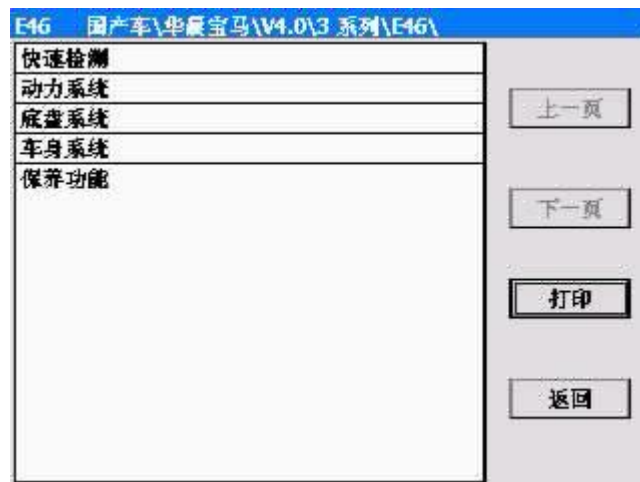 E46 国产车\华晨宝马\V4.0\3 系列\E46\
快速检测
动力系统
底盘系统
车身系统
保养功能
上一页
下一页
打印
返回